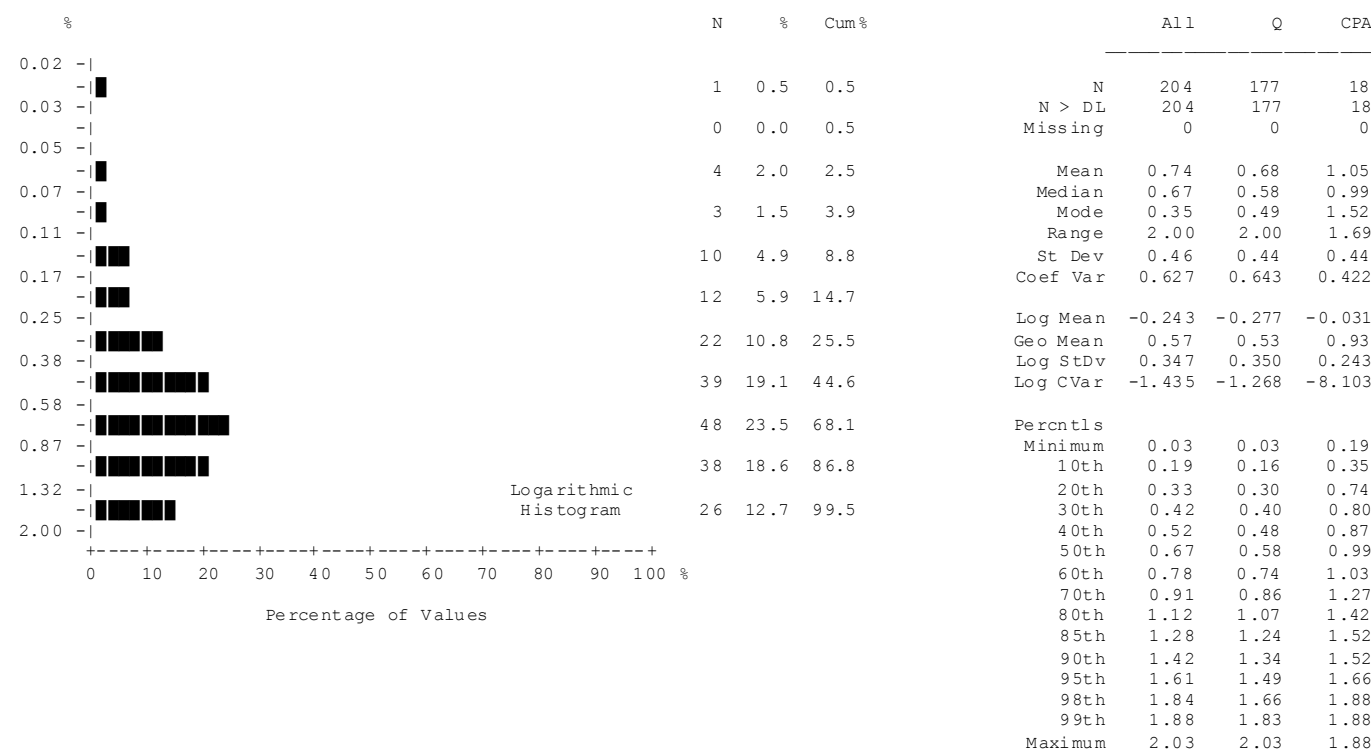 % N % Cum% All Q CPA
0.02
1 0.5 0.5 N 204 177 18
0.03 N > DL 204 177 18
0 0.0 0.5 Missing 0 0 0
0.05
4 2.0 2.5 Mean 0.74 0.68 1.05
0.07 Median 0.67 0.58 0.99
3 1.5 3.9 Mode 0.35 0.49 1.52
0.11 Range 2.00 2.00 1.69
10 4.9 8.8 St Dev 0.46 0.44 0.44
0.17 Coef Var 0.627 0.643 0.422
12 5.9 14.7
0.25 Log Mean -0.243 -0.277 -0.031
22 10.8 25.5 Geo Mean 0.57 0.53 0.93
0.38 Log StDv 0.347 0.350 0.243
39 19.1 44.6 Log CVar -1.435 -1.268 -8.103
0.58
48 23.5 68.1 Percntls
0.87 Minimum 0.03 0.03 0.19
38 18.6 86.8 10th 0.19 0.16 0.35
1.32 Logarithmic 20th 0.33 0.30 0.74
Histogram 26 12.7 99.5 30th 0.42 0.40 0.80
2.00 40th 0.52 0.48 0.87
50th 0.67 0.58 0.99
0 10 20 30 40 50 60 70 80 90 100 % 60th 0.78 0.74 1.03
70th 0.91 0.86 1.27
Percentage of Values 80th 1.12 1.07 1.42
85th 1.28 1.24 1.52
90th 1.42 1.34 1.52
95th 1.61 1.49 1.66
98th 1.84 1.66 1.88
99th 1.88 1.83 1.88
Maximum 2.03 2.03 1.88